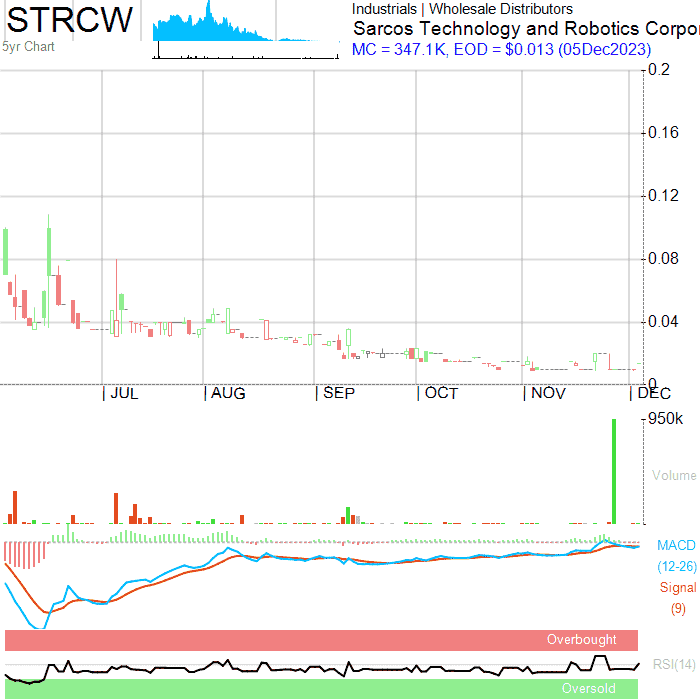 STRCW
5yr Chart
Industrials | Wholesale Distributors
Sarcos Technology and Robotics Corpor
MC = 347.1K, EOD = $0.013 (05Dec2023)
0.2
0.16
0.12
0.08
0.04
0
| JUL | AUG | SEP | OCT | NOV | DEC
950k
Volume
MACD
(12-26)
Signal
(9)
Overbought
RSI(14)
Oversold